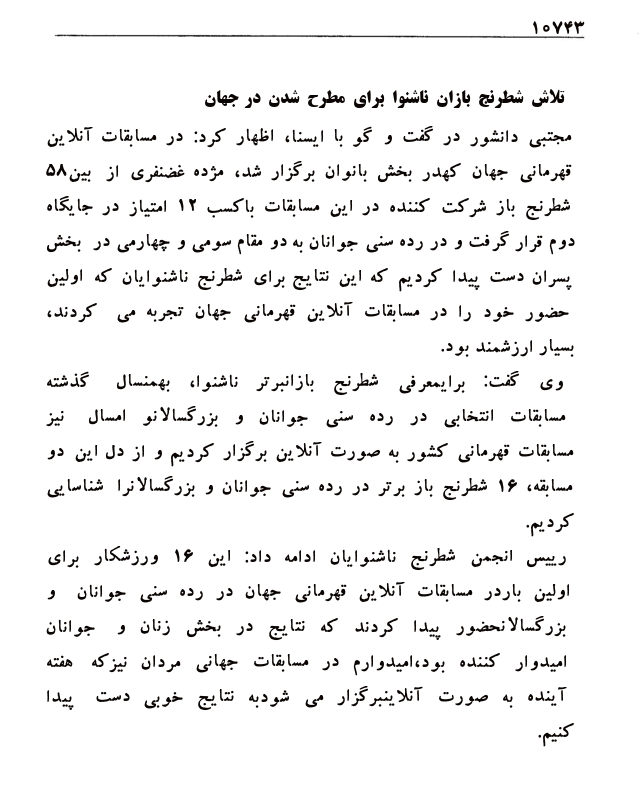 ۱۰۷۴۳
تلاش شطرنج بازان ناشنوا برای مطرح شدن در جهان
مجتبی دانشور در گفت و گو با ایسنا، اظهار کرد: در مسابقات آنلاین
قهرمانی جهان کهدر بخش بانوان برگزار شد، مژده غضنفری از بین۵۸
شطرنج باز شرکت کننده در این مسابقات باکسب ۱۲ امتیاز در جایگاه
دوم قرار گرفت و در رده سنی جوانان به دو مقام سومی و چهارمی در بخش
پسران دست پیدا کردیم که این نتایج برای شطرنج ناشنوایان که اولین
حضور خود را در مسابقات آنلاین قهرمانی جهان تجربه می کردند،
بسیار ارزشمند بود.
وی گفت: برایمعرفی شطرنج بازانبرتر ناشنوا، بهمنسال گذشته
مسابقات انتخابی در رده سنی جوانان و بزرگسالانو امسال نیز
مسابقات قهرمانی کشور به صورت آنلاین برگزار کردیم و از دل این دو
مسابقه، ۱۶ شطرنج باز برتر در رده سنی جوانان و بزرگسالانرا شناسایی
کردیم.
رییس انجمن شطرنج ناشنوایان ادامه داد: این ۱۶ ورزشکار برای
اولین باردر مسابقات آنلاین قهرمانی جهان در رده سنی جوانان و
بزرگسالانحضور پیدا کردند که نتایج در بخش زنان و جوانان
امیدوار کننده بود،امیدوارم در مسابقات جهانی مردان نیزکه هفته
آینده به صورت آنلاینبرگزار می شودبه نتایج خوبی دست پیدا
کنیم.